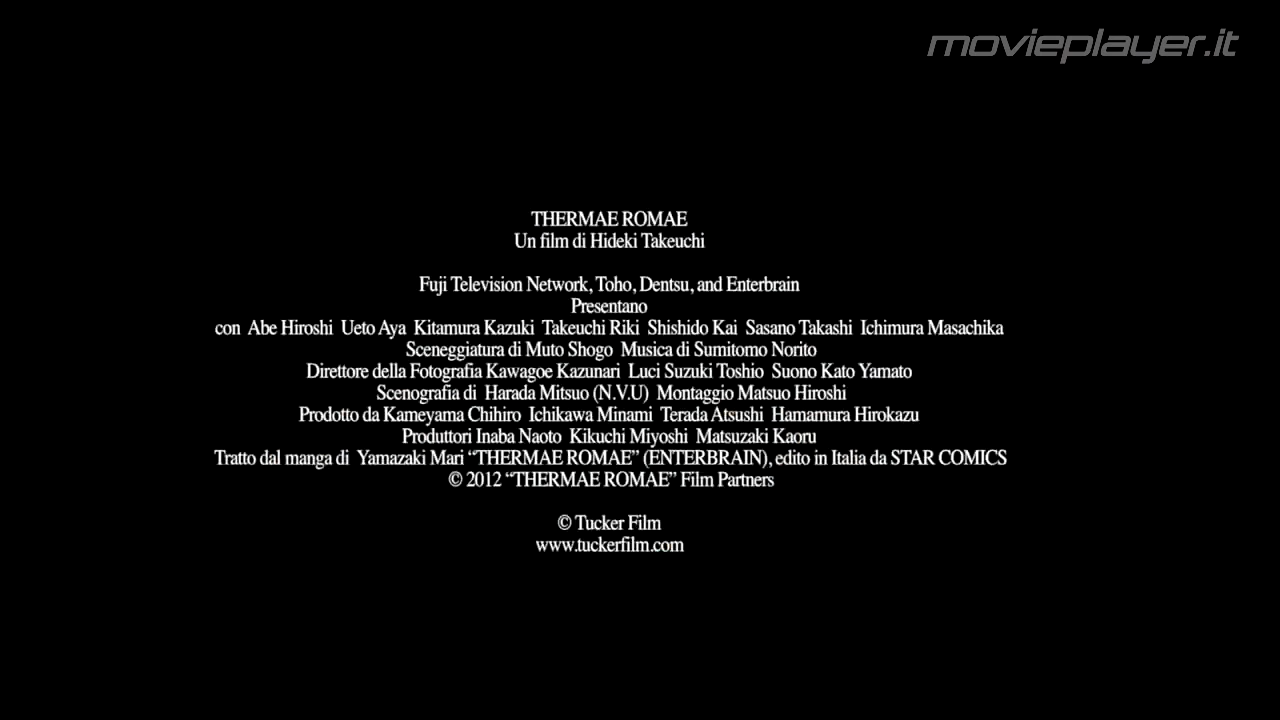 movieplayer.it
THERMAE ROMAE
Un film di Hideki Takeuchi
Fuji Television Network, Toho, Dentsu, and Enterbrain
Presentano
con Abe Hiroshi Ueto Aya Kitamura Kazuki Takeuchi Riki Shishido Kai Sasano Takashi Ichimura Masachika
Sceneggiatura di Muto Shogo Musica di Sumitomo Norito
Direttore della Fotografia Kawagoe Kazunari Luci Suzuki Toshio Suono Kato Yamato
Scenografia di Harada Mitsuo (N.V.U) Montaggio Matsuo Hiroshi
Prodotto da Kameyama Chihiro Ichikawa Minami Terada Atsushi Hamamura Hirokazu
Produttori Inaba Naoto Kikuchi Miyoshi Matsuzaki Kaoru
Tratto dal manga di Yamazaki Mari “THERMAE ROMAE” (ENTERBRAIN), edito in Italia da STAR COMICS
© 2012 “THERMAE ROMAE” Film Partners
© Tucker Film
www.tuckerfilm.com